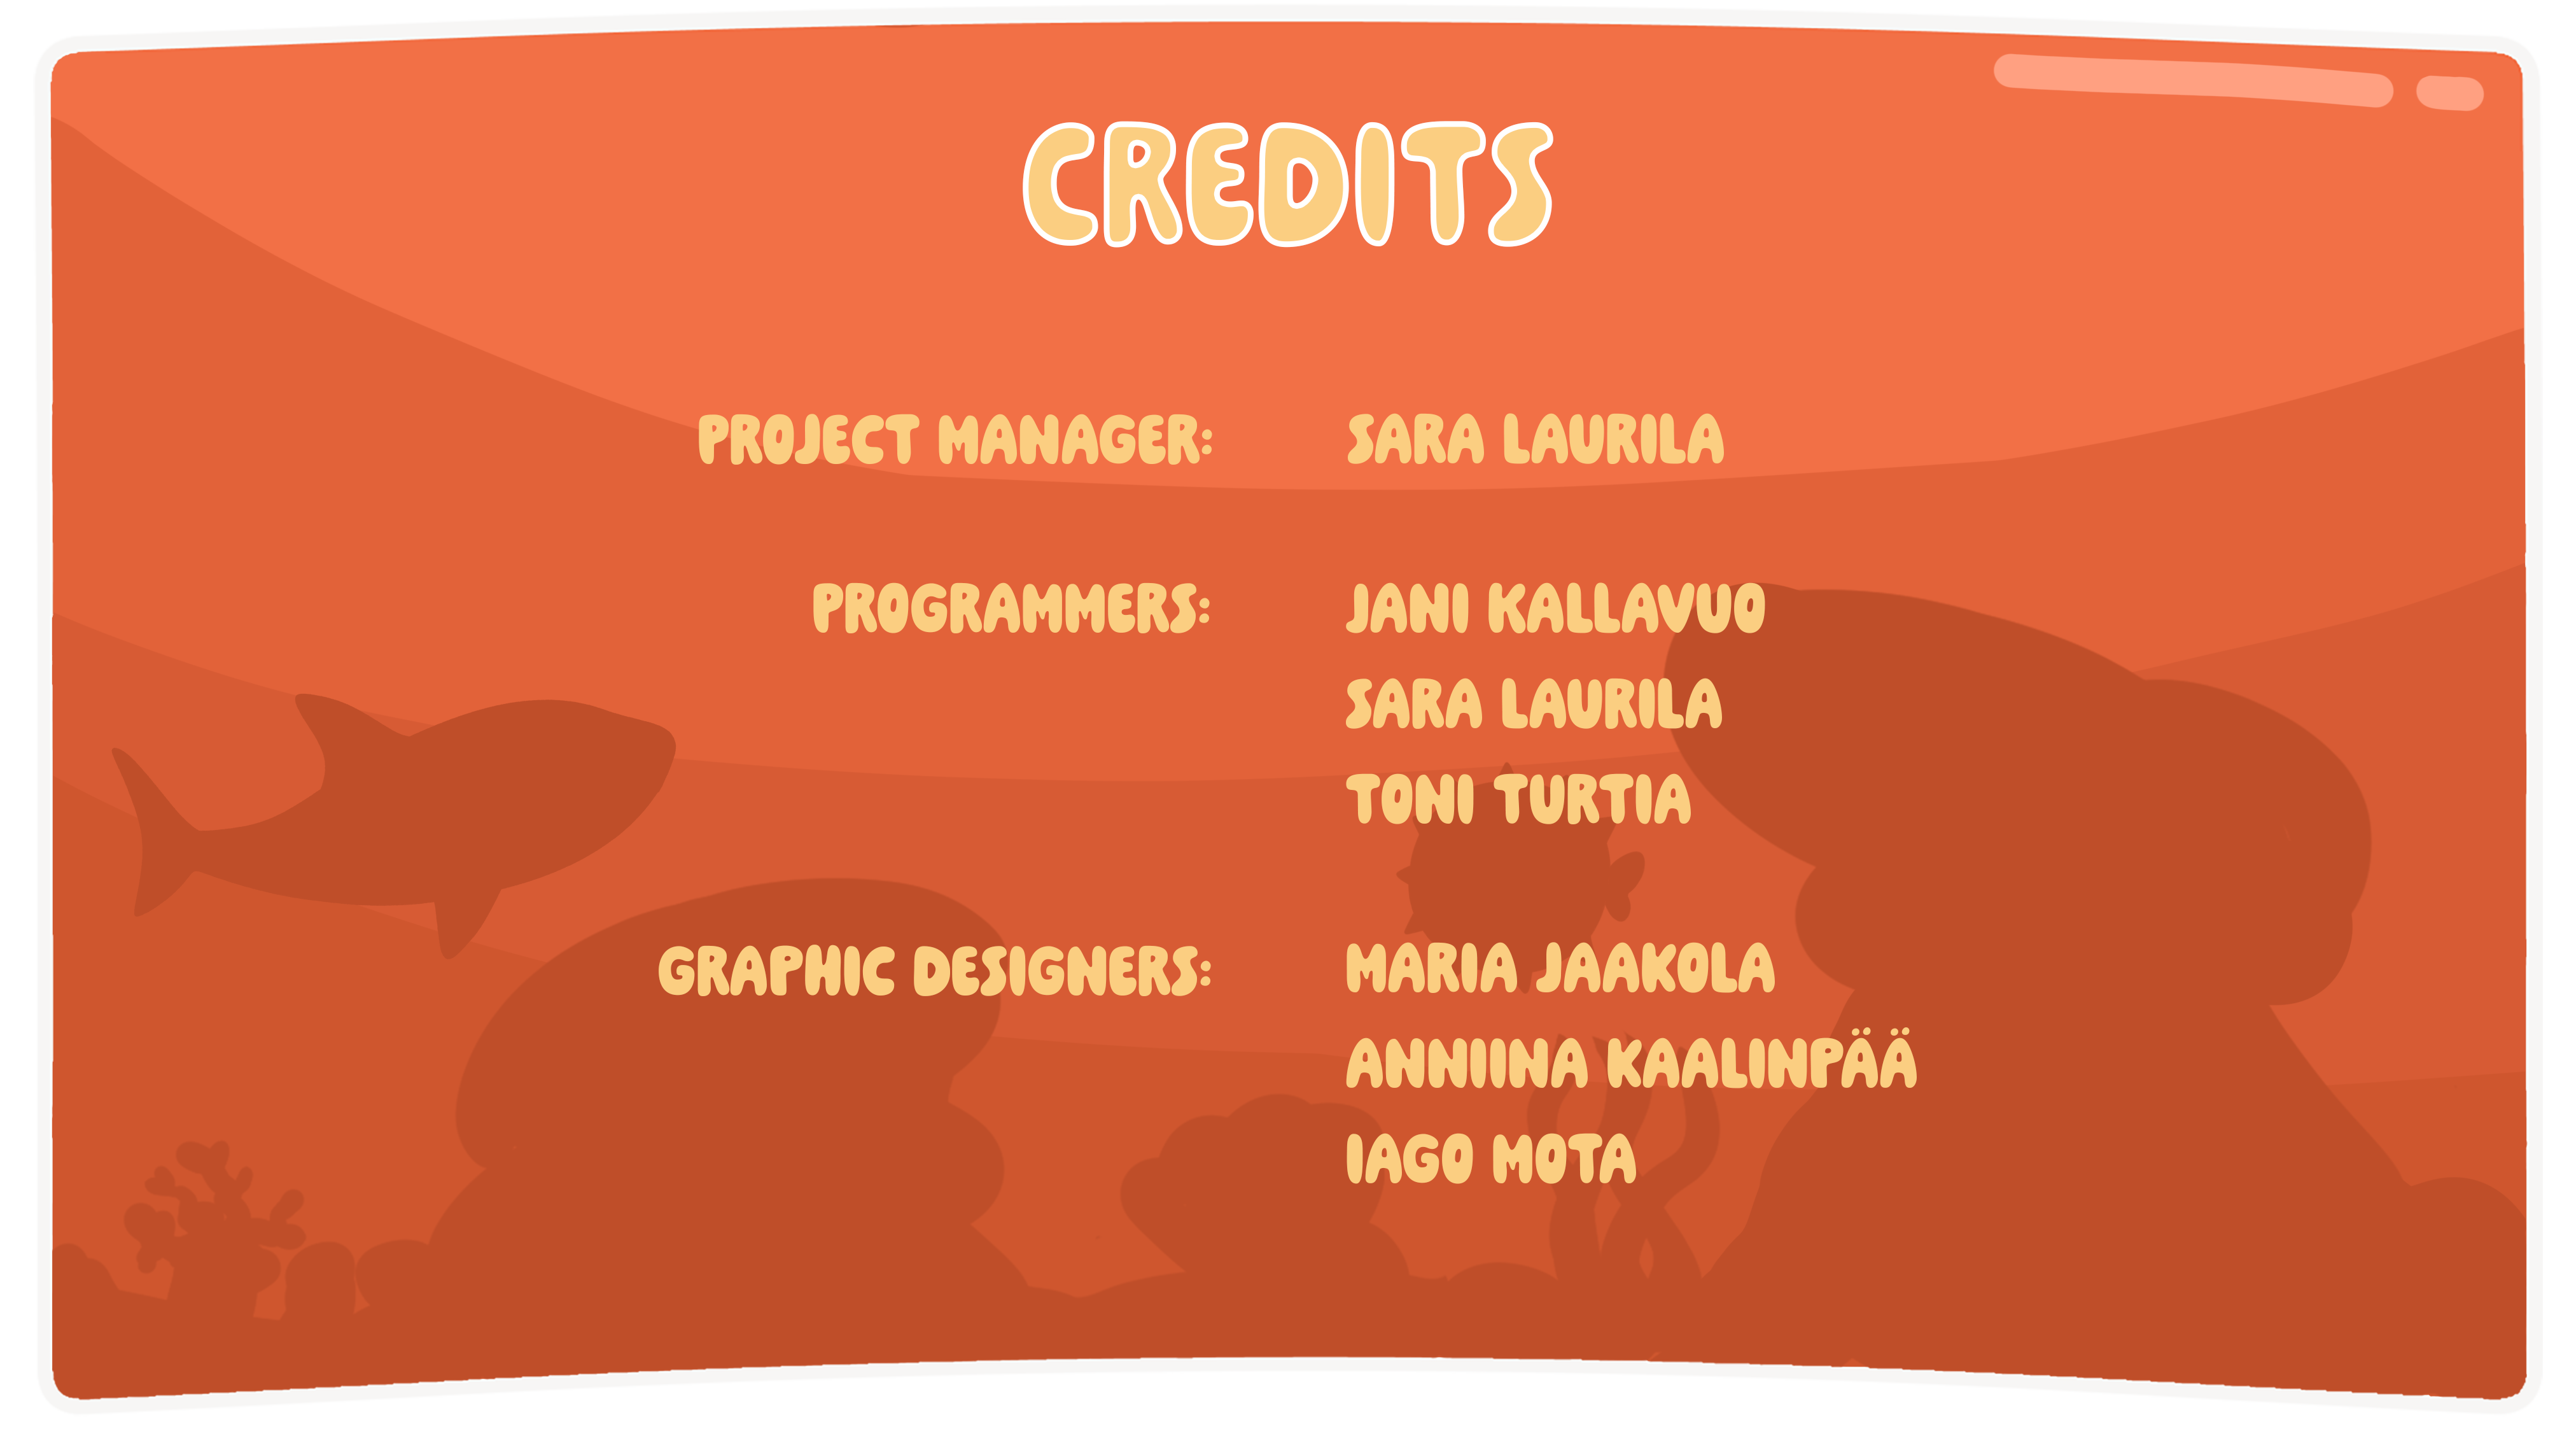 CREDITS
PROJECT MANAGER: SARA LAURILA
PROGRAMMERS: JANI KALLAVUO
SARA LAURILA
TONI TURTIA
GRAPHIC DESIGNERS: MARIA JAAKOLA
ANNIINA KAALINPÄÄ
IAGO MOTA